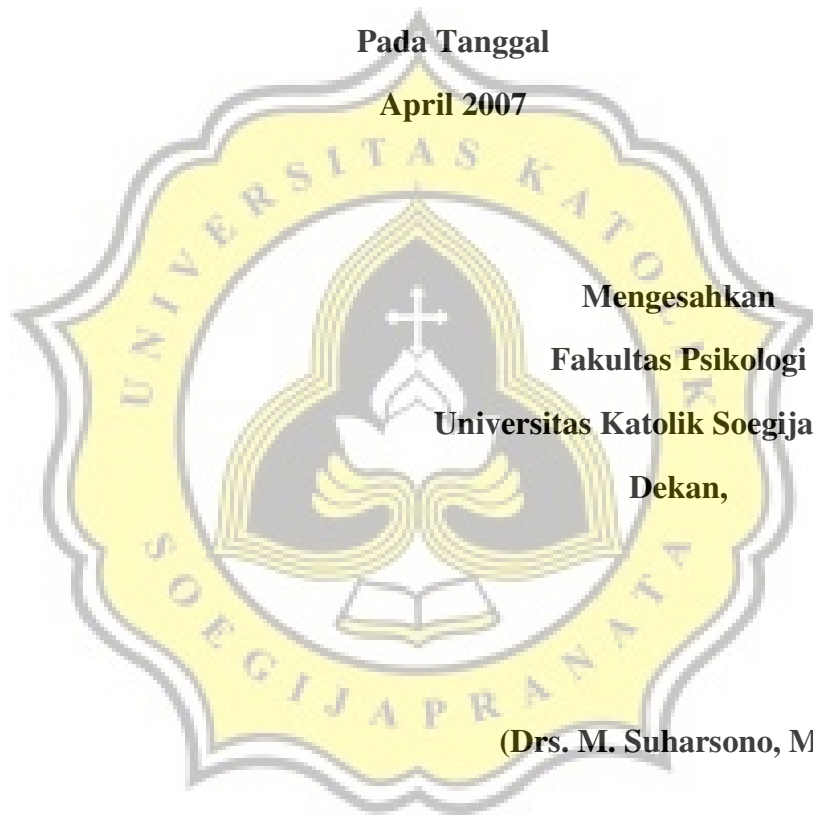 Pada Tanggal
April 2007
UNIVERSITAS KATOLIK
Mengesahkan
Fakultas Psikologi
Universitas Katolik Soegija
Dekan,
SOEGIJAPRANATA
(Drs. M. Suharsono, M